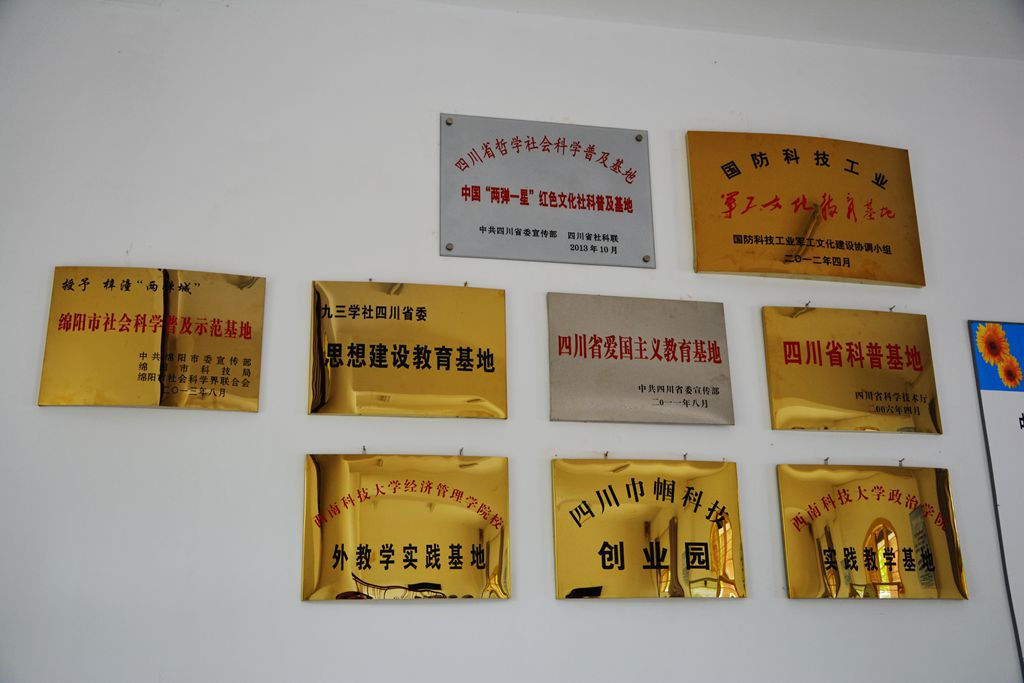 四川省哲学社会科学普及基地
中国“两弹一星”红色文化社科普及基地
中共四川省委宣传部 四川省社科联
2013年10月
国防科技工业
军工文化教育基地
国防科技工业军工文化建设协调小组
二〇一二年四月
授予 梓潼“两弹城”
绵阳市社会科学普及示范基地
中共绵阳市委宣传部
绵阳市科技局
绵阳市社会科学界联合会
二〇一三年八月
九三学社四川省委
思想建设教育基地
四川省爱国主义教育基地
中共四川省委宣传部
二〇一一年八月
四川省科普基地
四川省科学技术厅
二00六年四月
西南科技大学经济管理学院校
外教学实践基地
四川巾帼科技
创业园
西南科技大学政治学院
实践教学基地